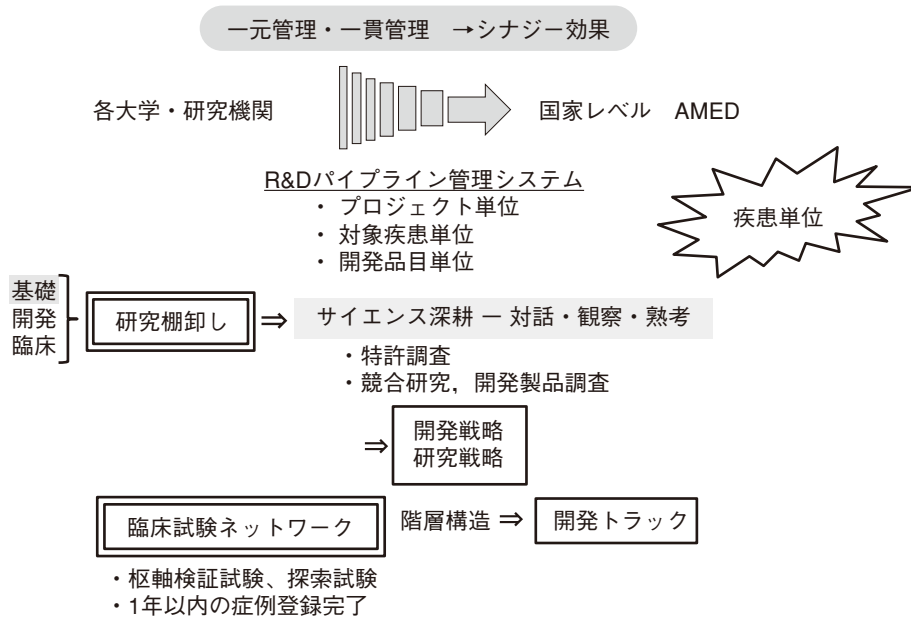 一元管理・一貫管理　→シナジー効果
各大学・研究機関
国家レベル　AMED
R&Dパイプライン管理システム
・ プロジェクト単位
・ 対象疾患単位
・ 開発品目単位
疾患単位
基礎
開発
臨床
研究棚卸し
⇒
サイエンス深耕 ー 対話・観察・熟考
・特許調査
・競合研究，開発製品調査
⇒
開発戦略
研究戦略
臨床試験ネットワーク
階層構造 ⇒
開発トラック
・枢軸検証試験、探索試験
・1年以内の症例登録完了